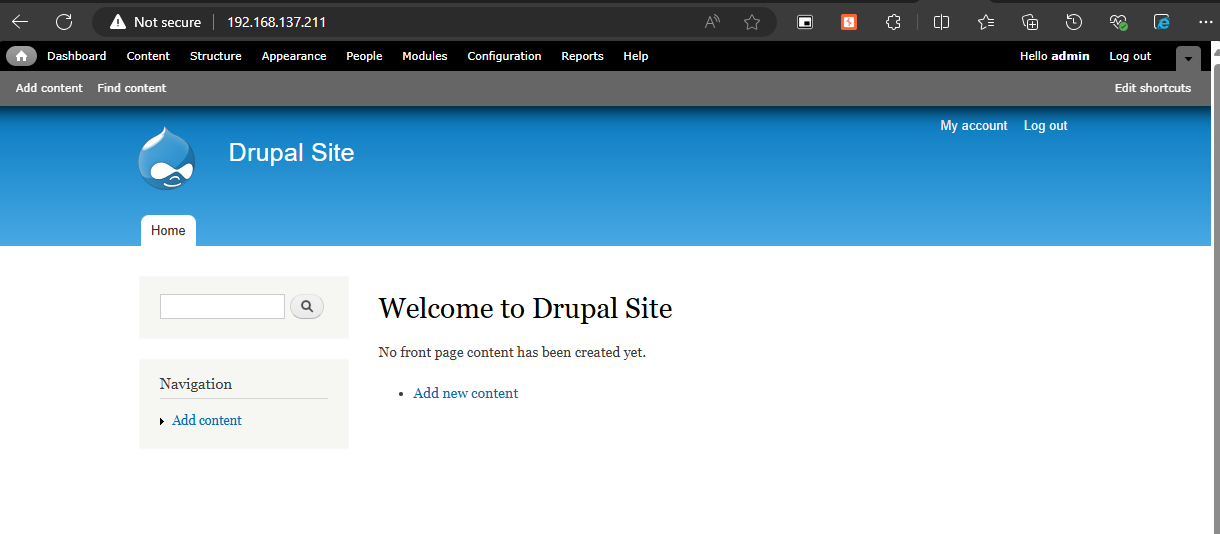 Not secure 192.168.137.211
Dashboard Content Structure Appearance People Modules Configuration Reports Help Hello admin Log out
Add content Find content Edit shortcuts
My account Log out
Drupal Site
Home
Welcome to Drupal Site
No front page content has been created yet.
Add new content
Navigation
Add content